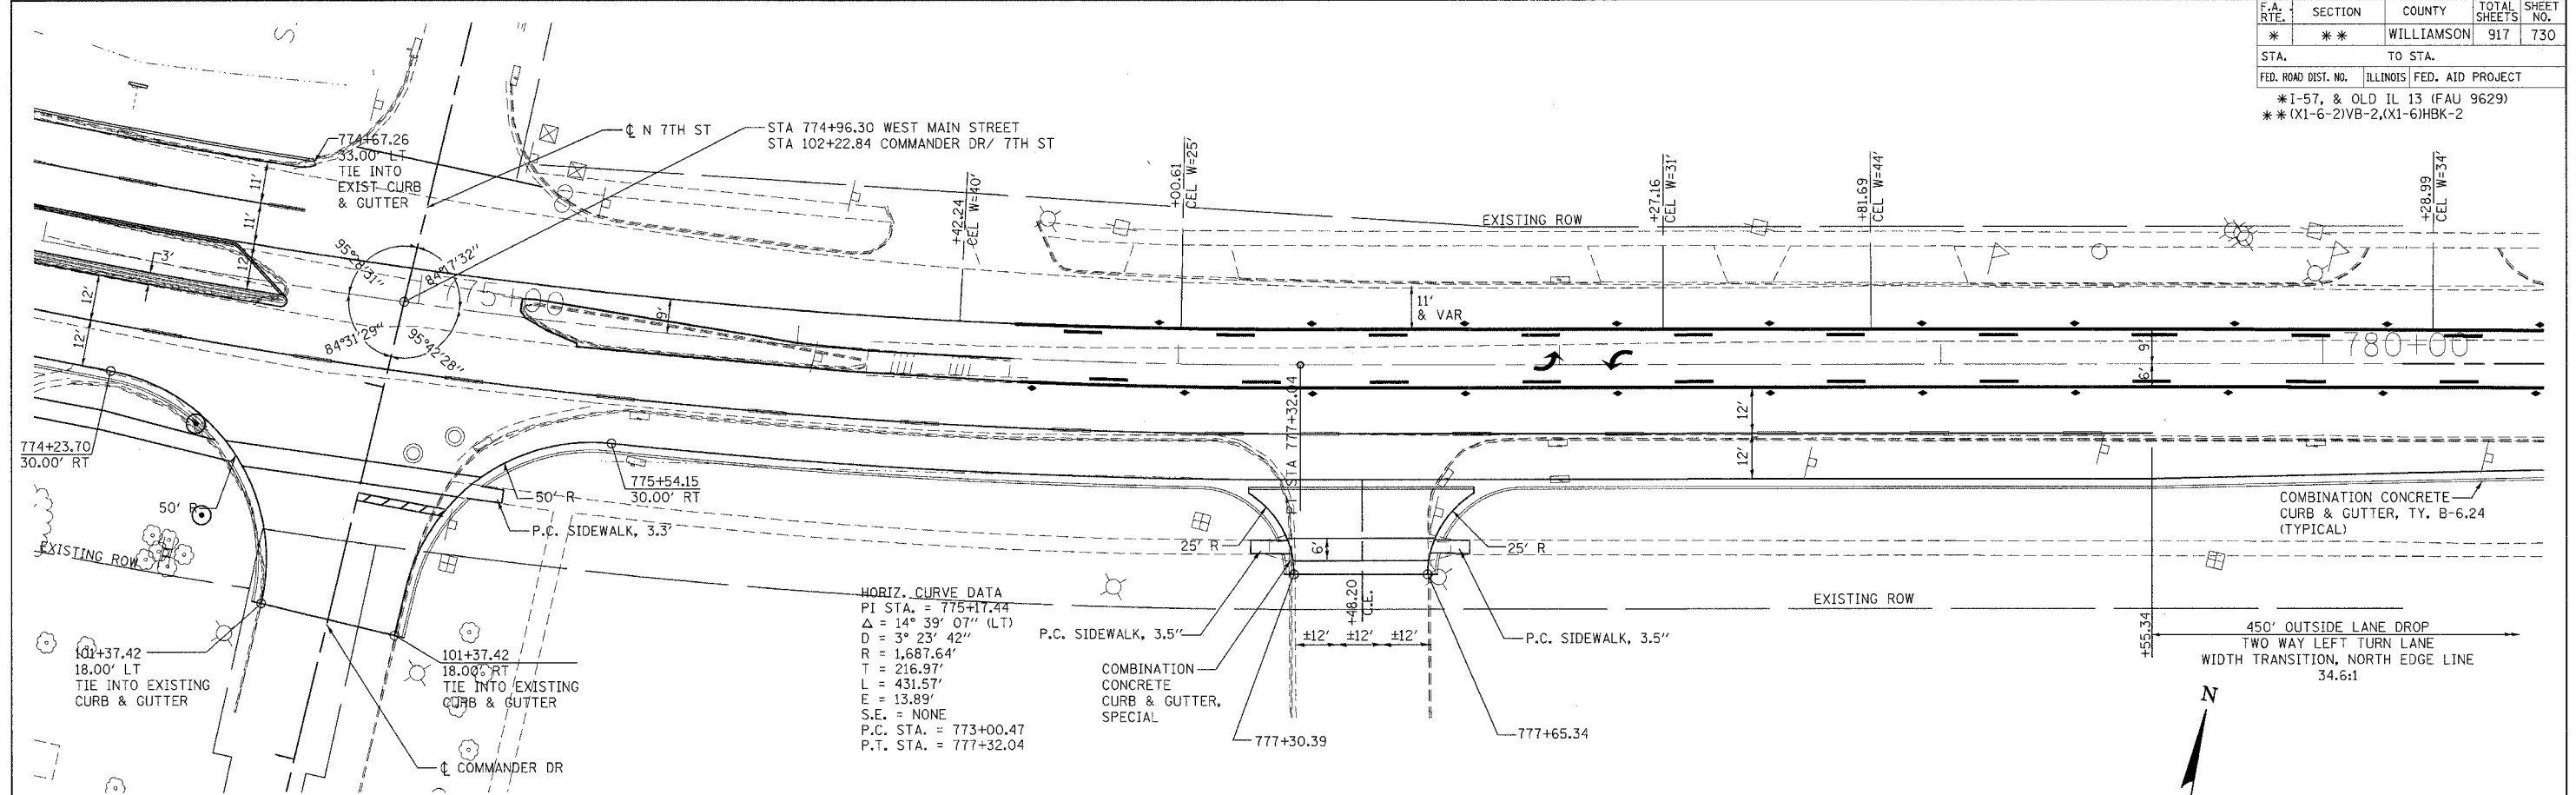 F.A. RTE. SECTION COUNTY TOTAL SHEETS SHEET NO.
* ** WILLIAMSON 917 730
STA. TO STA.
FED. ROAD DIST. NO. ILLINOIS FED. AID PROJECT
*I-57, & OLD IL 13 (FAU 9629)
**(X1-6-2)VB-2,(X1-6)HBK-2
S.
774+67.26
33.00' LT
TIE INTO
EXIST CURB
& GUTTER
℄ N 7TH ST
STA 774+96.30 WEST MAIN STREET
STA 102+22.84 COMMANDER DR/ 7TH ST
+42.24
CEL W=40'
+00.61
CEL W=25'
+27.16
CEL W=31'
+81.69
CEL W=44'
+28.99
CEL W=34'
EXISTING ROW
11'
11'
12'
3'
12'
12'
95°28'31"
84°17'32"
84°31'29"
95°42'28"
775+00
9'
11'
& VAR
780+00
9'
6'
12'
12'
PT STA 777+32.04
774+23.70
30.00' RT
50' R
EXISTING ROW
775+54.15
30.00' RT
50' R
P.C. SIDEWALK, 3.3'
25' R
6'
25' R
COMBINATION CONCRETE
CURB & GUTTER, TY. B-6.24
(TYPICAL)
EXISTING ROW
+48.20
C.E.
±12' ±12' ±12'
P.C. SIDEWALK, 3.5"
P.C. SIDEWALK, 3.5"
COMBINATION
CONCRETE
CURB & GUTTER,
SPECIAL
777+30.39
777+65.34
+55.34
450' OUTSIDE LANE DROP
TWO WAY LEFT TURN LANE
WIDTH TRANSITION, NORTH EDGE LINE
34.6:1
N
HORIZ. CURVE DATA
PI STA. = 775+17.44
Δ = 14° 39' 07" (LT)
D = 3° 23' 42"
R = 1,687.64'
T = 216.97'
L = 431.57'
E = 13.89'
S.E. = NONE
P.C. STA. = 773+00.47
P.T. STA. = 777+32.04
101+37.42
18.00' LT
TIE INTO EXISTING
CURB & GUTTER
101+37.42
18.00' RT
TIE INTO EXISTING
CURB & GUTTER
℄ COMMANDER DR